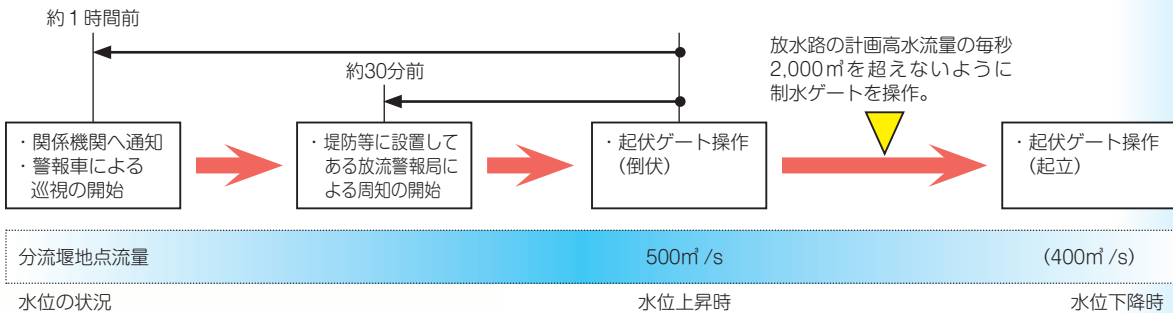 約1時間前
約30分前
放水路の計画高水流量の毎秒
2,000㎥を超えないように
制水ゲートを操作。
・関係機関へ通知
・警報車による
巡視の開始
・堤防等に設置して
ある放流警報局に
よる周知の開始
・起伏ゲート操作
(倒伏)
・起伏ゲート操作
(起立)
分流堰地点流量
500㎥/s
(400㎥/s)
水位の状況
水位上昇時
水位下降時